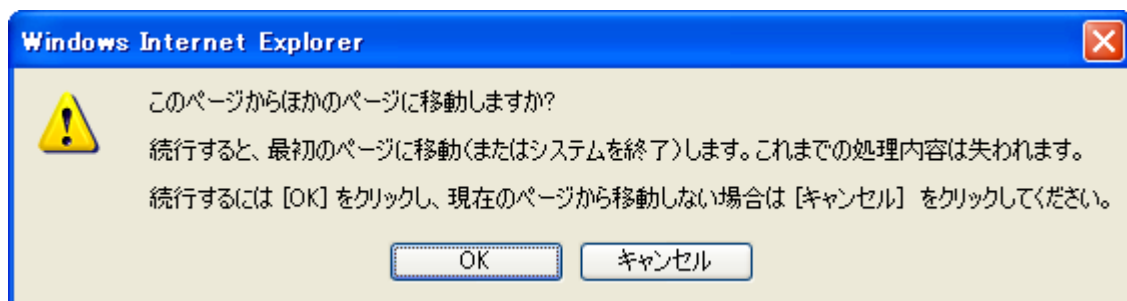 Windows Internet Explorer
このページからほかのページに移動しますか?
続行すると、最初のページに移動(またはシステムを終了)します。これまでの処理内容は失われます。
続行するには [OK] をクリックし、現在のページから移動しない場合は [キャンセル] をクリックしてください。
OK
キャンセル